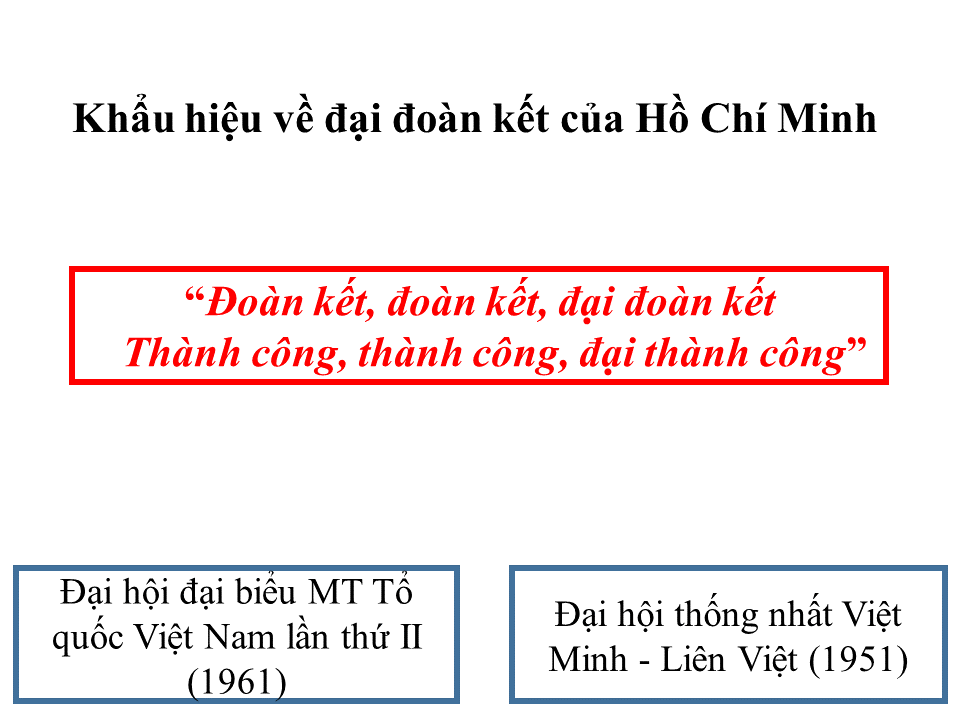 Khẩu hiệu về đại đoàn kết của Hồ Chí Minh
“Đoàn kết, đoàn kết, đại đoàn kết
Thành công, thành công, đại thành công”
Đại hội đại biểu MT Tổ
quốc Việt Nam lần thứ II
(1961)
Đại hội thống nhất Việt
Minh - Liên Việt (1951)